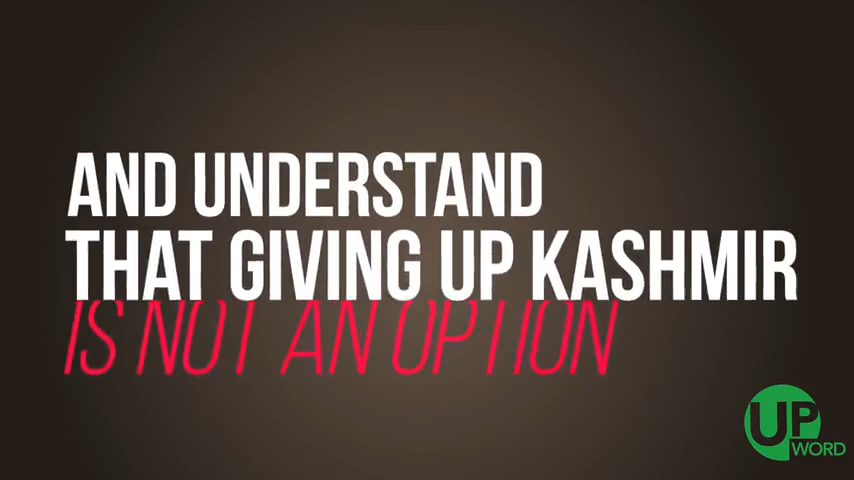 AND UNDERSTAND
THAT GIVING UP KASHMIR
IS NOT AN OPTION
UP
WORD